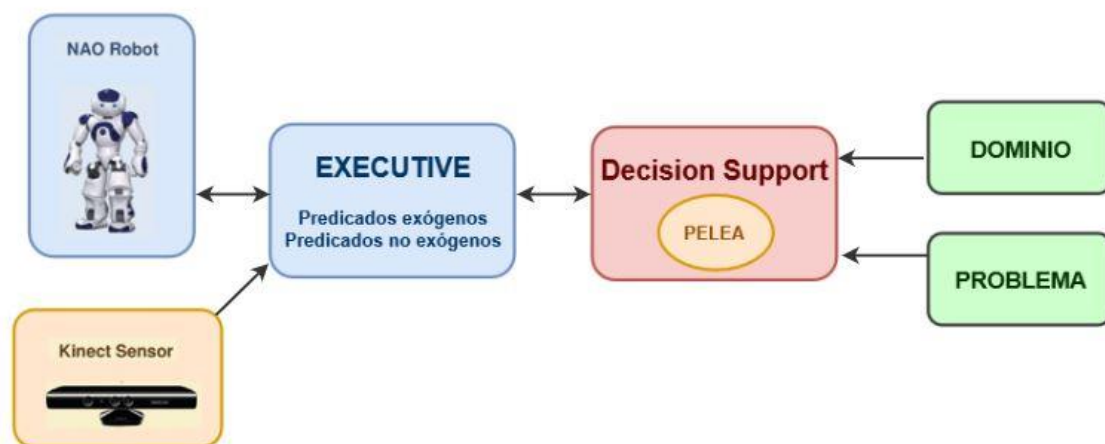 NAO Robot
EXECUTIVE
Predicados exógenos
Predicados no exógenos
Kinect Sensor
Decision Support
PELEA
DOMINIO
PROBLEMA